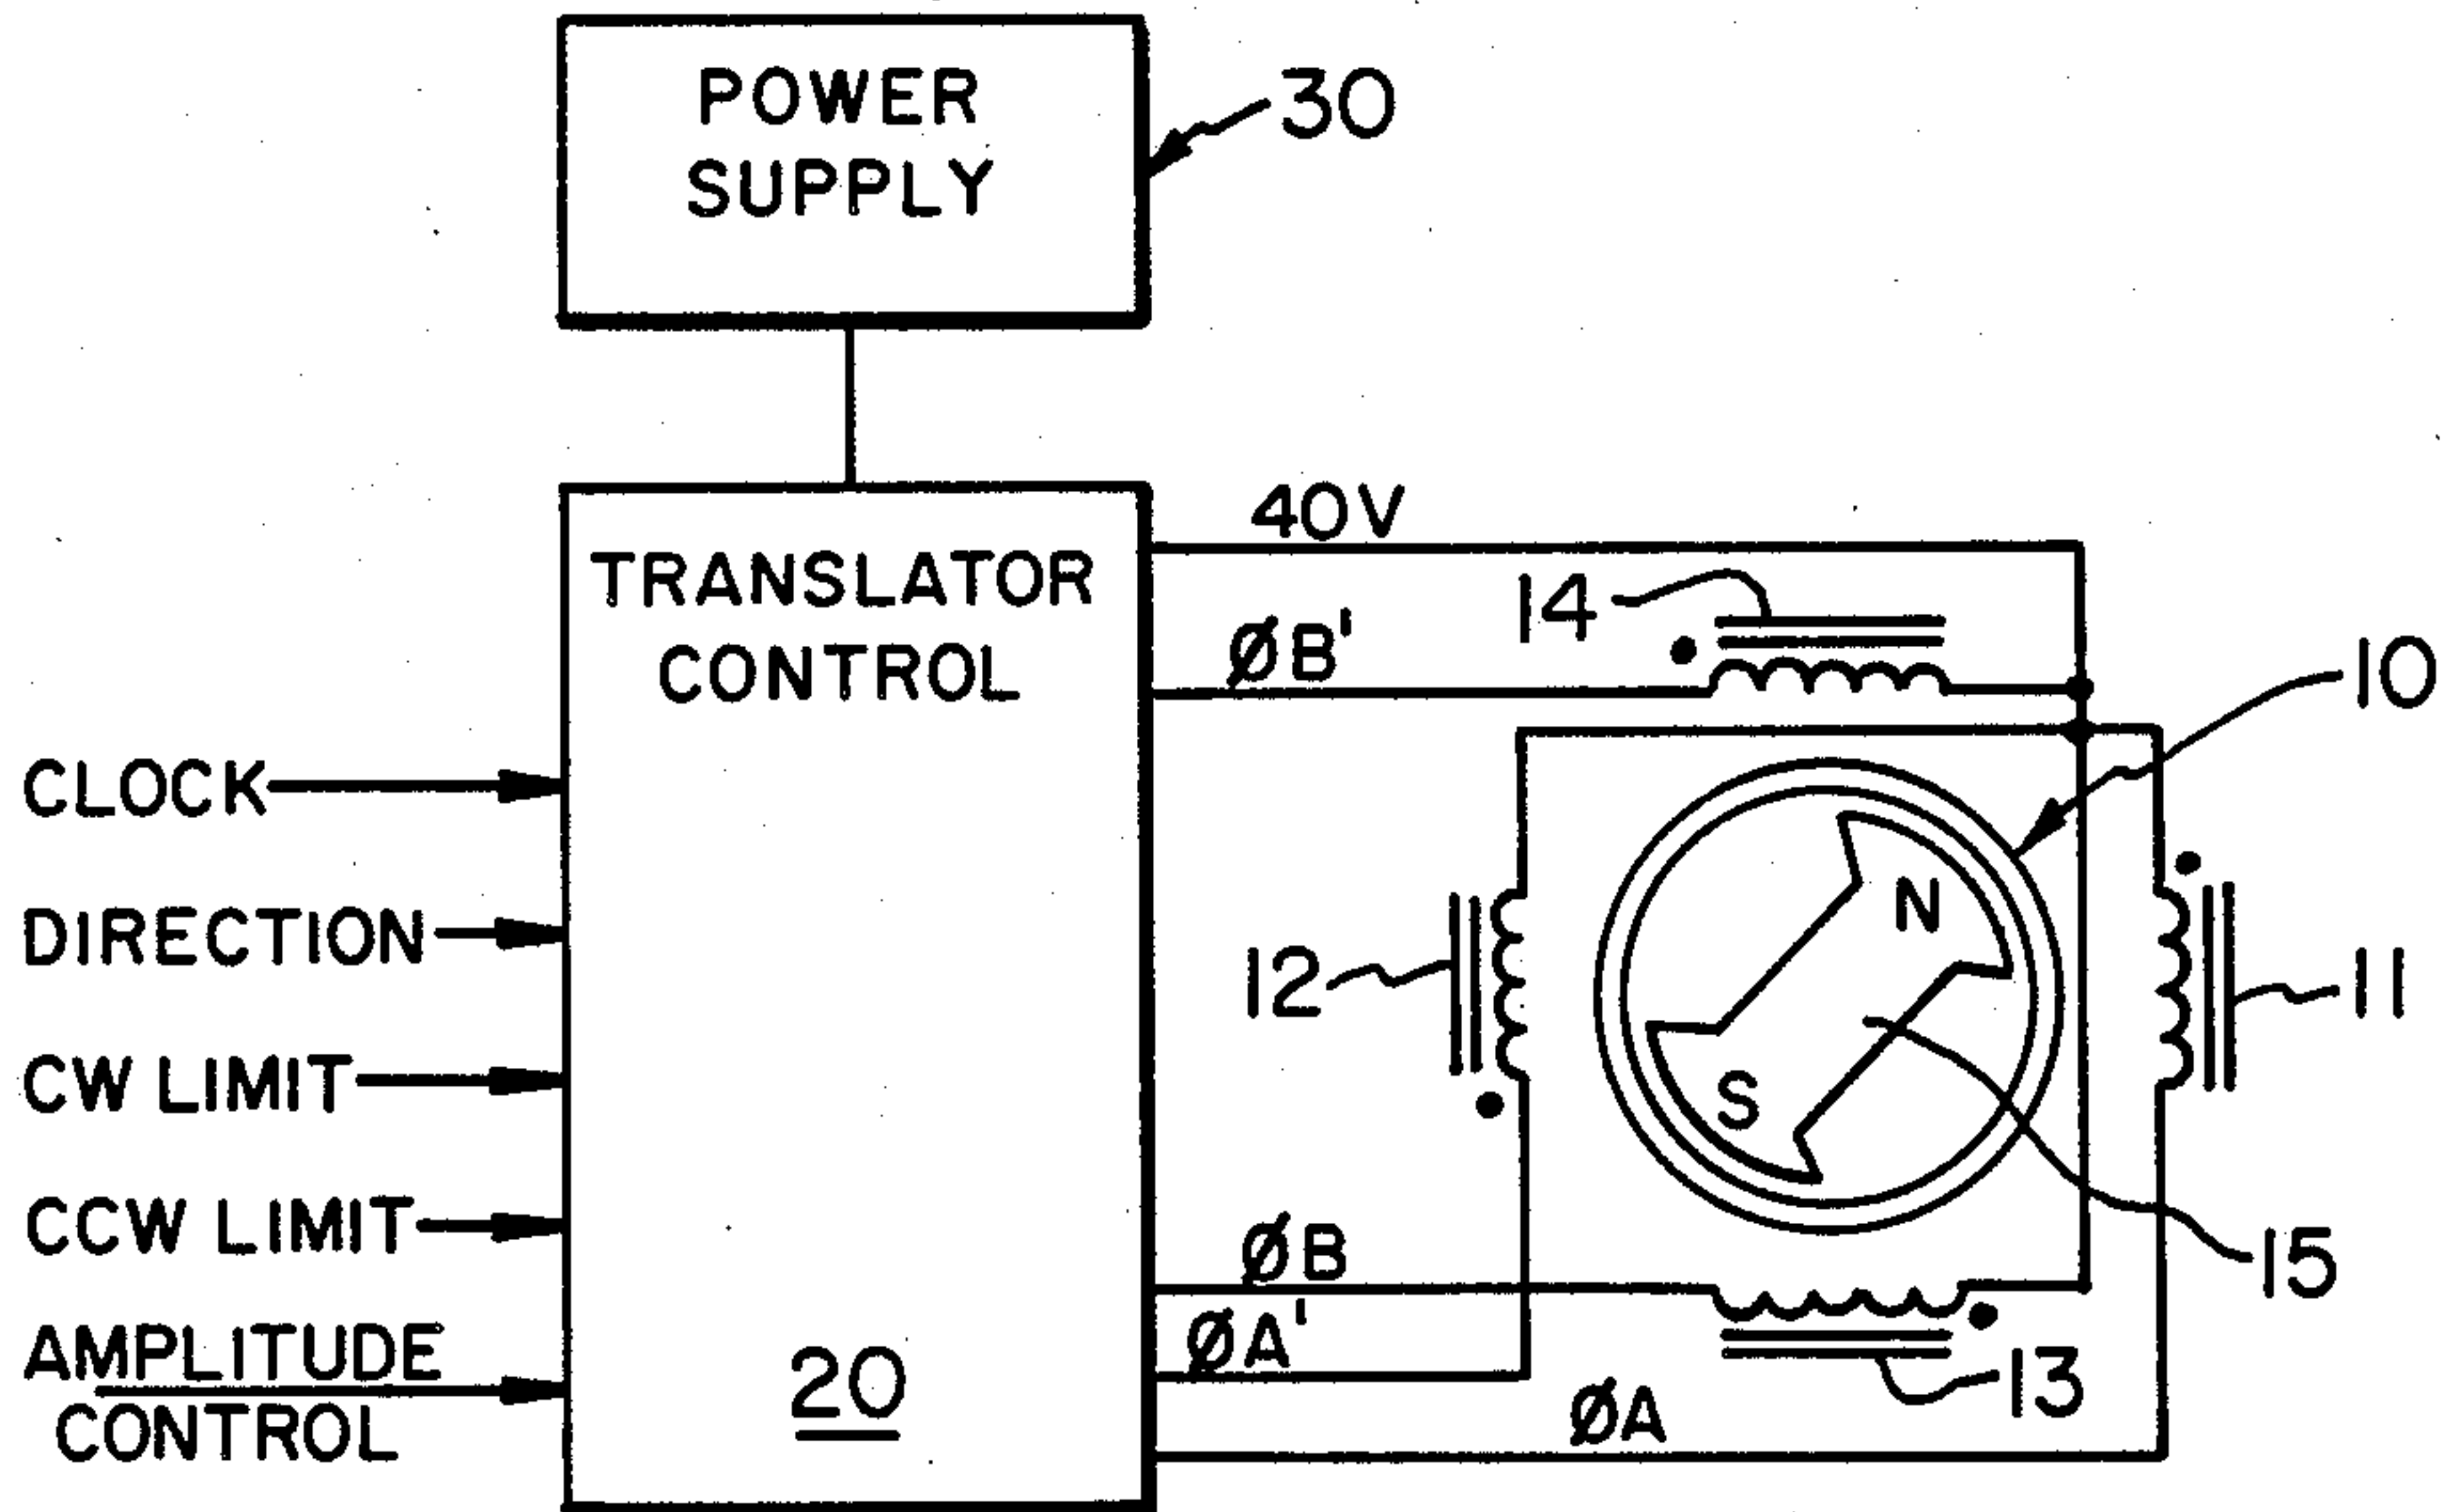 POWER
SUPPLY
30
TRANSLATOR
CONTROL
20
CLOCK
DIRECTION
CW LIMIT
CCW LIMIT
AMPLITUDE
CONTROL
40V
ØB'
14
10
12
N
S
11
15
ØB
ØA'
13
ØA